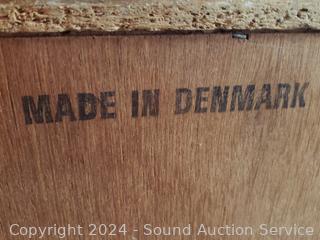 MADE IN DENMARK
Copyright 2024 - Sound Auction Service